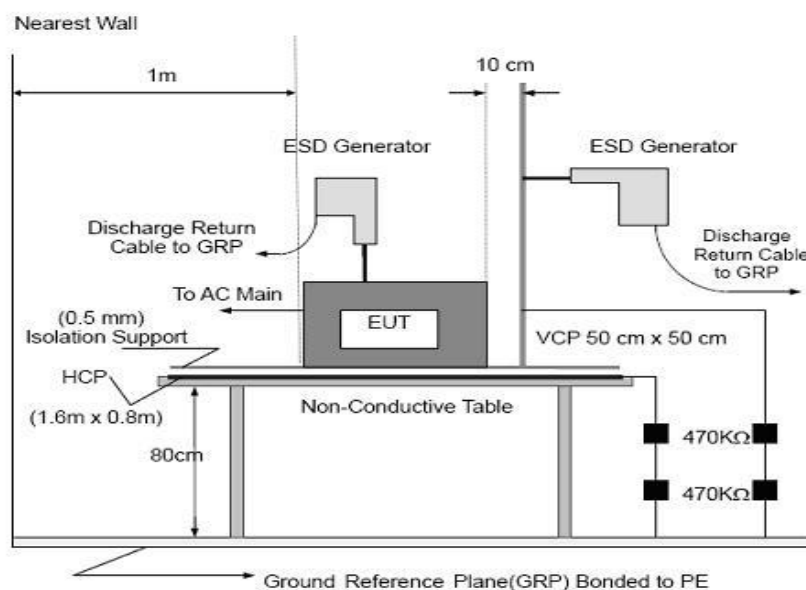 Nearest Wall
1m
10 cm
ESD Generator
ESD Generator
Discharge Return
Cable to GRP
Discharge
Return Cable
to GRP
To AC Main
(0.5 mm)
Isolation Support
EUT
VCP 50 cm x 50 cm
HCP
(1.6m x 0.8m)
Non-Conductive Table
80cm
470KΩ
470KΩ
Ground Reference Plane(GRP) Bonded to PE